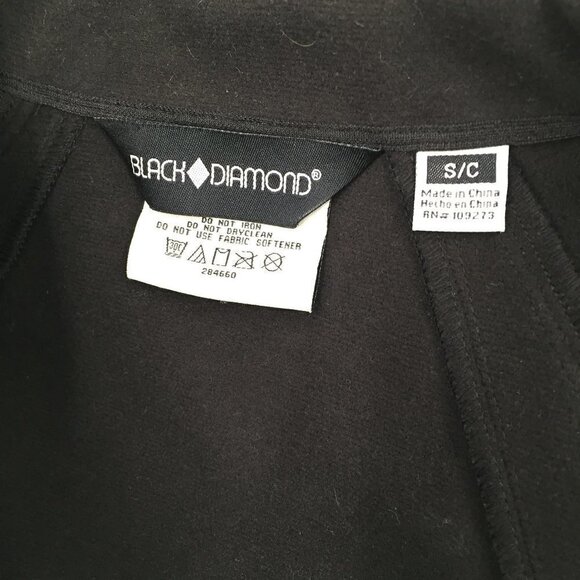 BLACK DIAMOND®
DO NOT IRON
DO NOT DRYCLEAN
DO NOT USE FABRIC SOFTENER
30C
284660
S/C
Made in China
Hecho en China
RN# 109273